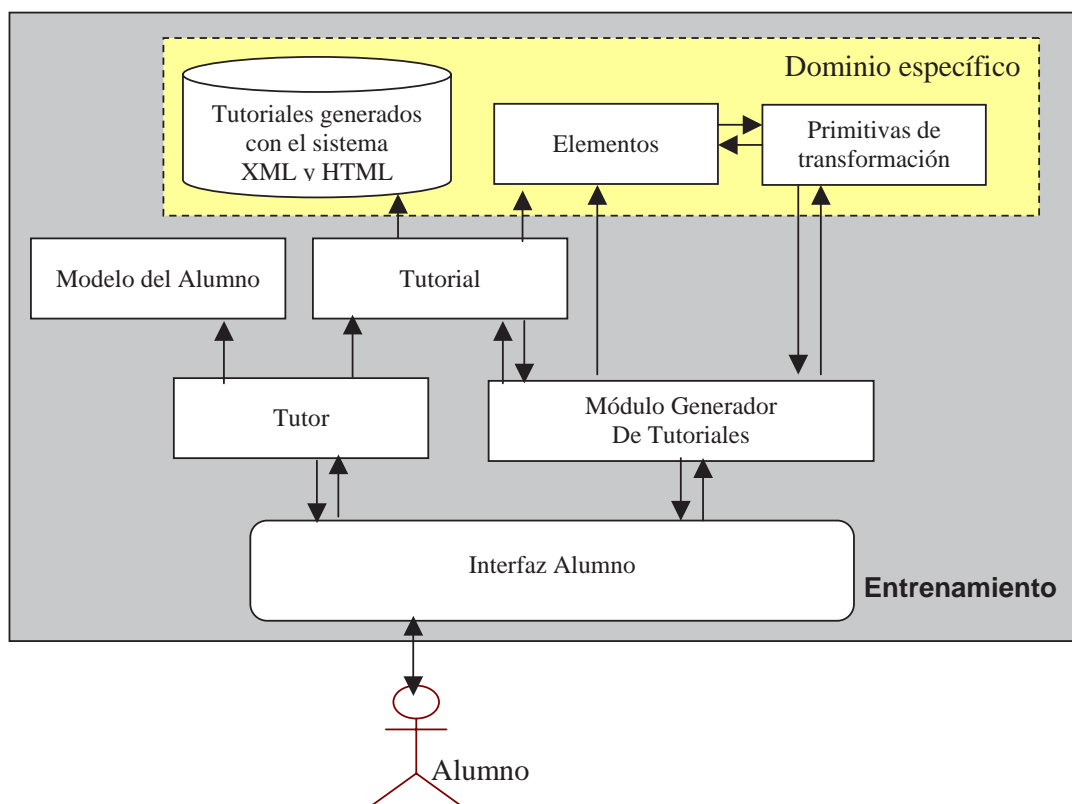 Dominio específico
Tutoriales generados
con el sistema
XML y HTML
Elementos
Primitivas de
transformación
Modelo del Alumno
Tutorial
Tutor
Módulo Generador
De Tutoriales
Interfaz Alumno
Entrenamiento
Alumno